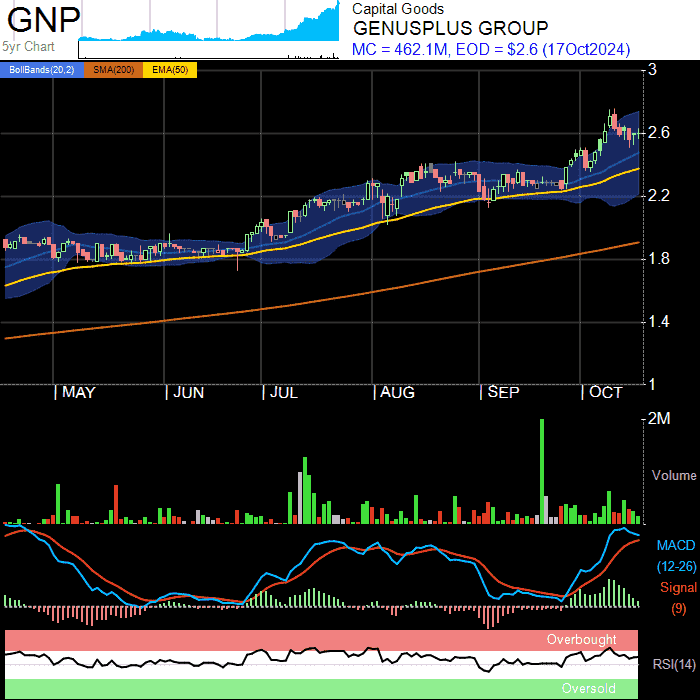 GNP
5yr Chart
Capital Goods
GENUSPLUS GROUP
MC = 462.1M, EOD = $2.6 (17Oct2024)
BollBands(20,2) SMA(200) EMA(50)
3
2.6
2.2
1.8
1.4
1
MAY JUN JUL AUG SEP OCT
2M
Volume
MACD
(12-26)
Signal
(9)
Overbought
RSI(14)
Oversold